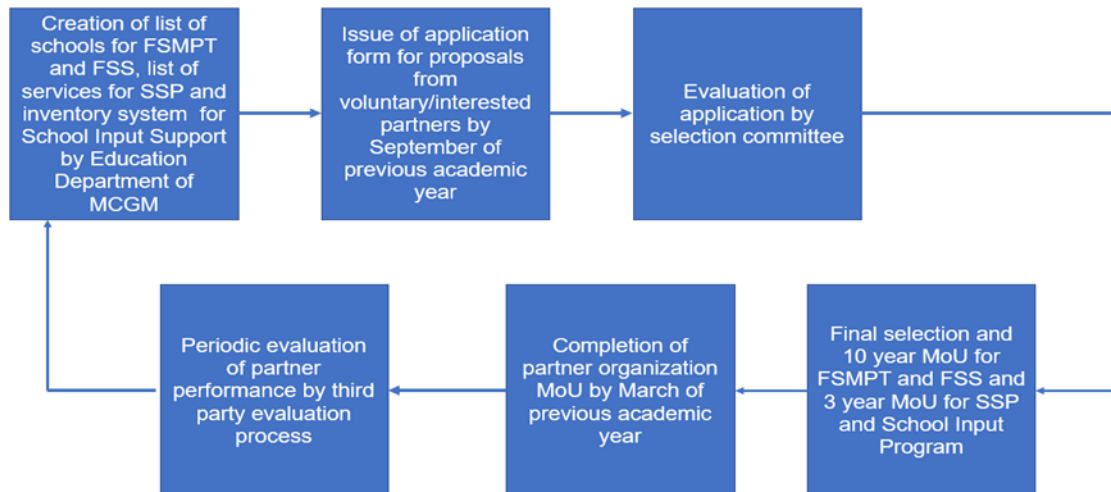 Creation of list of
schools for FSMPT
and FSS, list of
services for SSP and
inventory system for
School Input Support
by Education
Department of
MCGM
Issue of application
form for proposals
from
voluntary/interested
partners by
September of
previous academic
year
Evaluation of
application by
selection committee
Final selection and
10 year MoU for
FSMPT and FSS and
3 year MoU for SSP
and School Input
Program
Completion of
partner organization
MoU by March of
previous academic
year
Periodic evaluation
of partner
performance by third
party evaluation
process